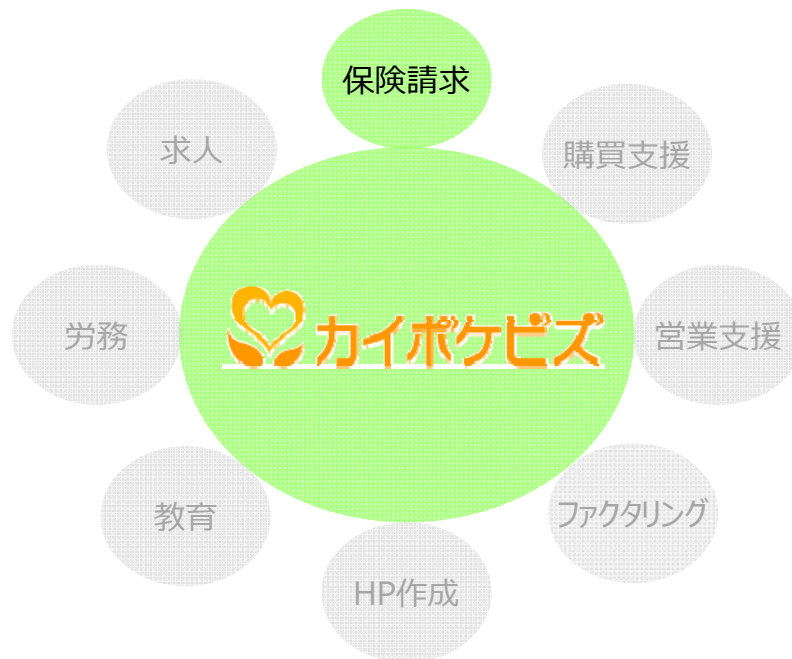 保険請求
求人
購買支援
労務
カイポケビズ
営業支援
教育
ファクタリング
HP作成